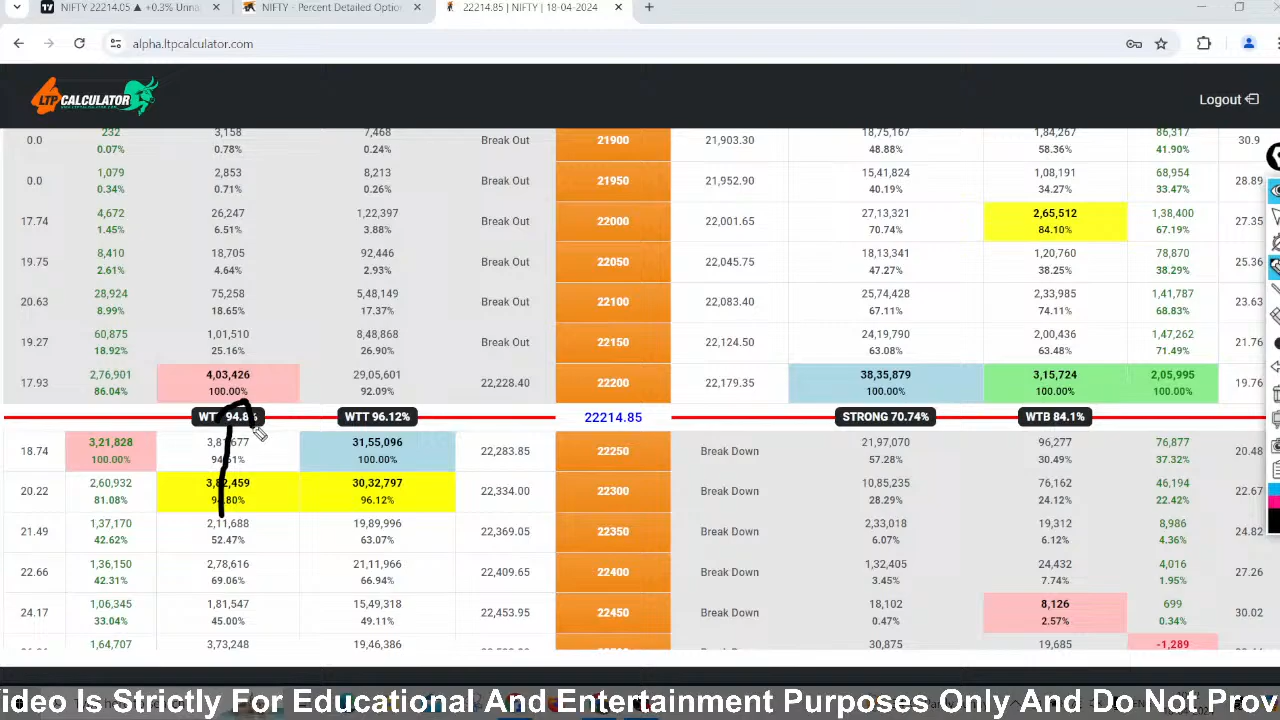 NIFTY 22214.05 ▲ +0.3% Unna
NIFTY - Percent Detailed Option
22214.85 | NIFTY | 18-04-2024
alpha.ltpcalculator.com
LTP CALCULATOR
Logout
0.0 232 3,158 7,468 Break Out 21900 21,903.30 18,75,167 1,84,267 86,317 30.9
0.07% 0.78% 0.24% 48.88% 58.36% 41.90%
0.0 1,079 2,853 8,213 Break Out 21950 21,952.90 15,41,824 1,08,191 68,954 28.89
0.34% 0.71% 0.26% 40.19% 34.27% 33.47%
17.74 4,672 26,247 1,22,397 Break Out 22000 22,001.65 27,13,321 2,65,512 1,38,400 27.35
1.45% 6.51% 3.88% 70.74% 84.10% 67.19%
19.75 8,410 18,705 92,446 Break Out 22050 22,045.75 18,13,341 1,20,760 78,870 25.36
2.61% 4.64% 2.93% 47.27% 38.25% 38.29%
20.63 28,924 75,258 5,48,149 Break Out 22100 22,083.40 25,74,428 2,33,985 1,41,787 23.63
8.99% 18.65% 17.37% 67.11% 74.11% 68.83%
19.27 60,875 1,01,510 8,48,868 Break Out 22150 22,124.50 24,19,790 2,00,436 1,47,262 21.76
18.92% 25.16% 26.90% 63.08% 63.48% 71.49%
17.93 2,76,901 4,03,426 29,05,601 22,228.40 22200 22,179.35 38,35,879 3,15,724 2,05,995 19.76
86.04% 100.00% 92.09% 100.00% 100.00% 100.00%
94.8% WTT 96.12% 22214.85 STRONG 70.74% WTB 84.1%
18.74 3,21,828 31,55,096 22,283.85 22250 Break Down 21,97,070 96,277 76,877 20.48
100.00% 100.00% 57.28% 30.49% 37.32%
20.22 2,60,932 30,32,797 22,334.00 22300 Break Down 10,85,235 76,162 46,194 22.67
81.08% 96.12% 28.29% 24.12% 22.42%
21.49 1,37,170 2,11,688 19,89,996 22,369.05 22350 Break Down 2,33,018 19,312 8,986 24.82
42.62% 52.47% 63.07% 6.07% 6.12% 4.36%
22.66 1,36,150 2,78,616 21,11,966 22,409.65 22400 Break Down 1,32,405 24,432 4,016 27.26
42.31% 69.06% 66.94% 3.45% 7.74% 1.95%
24.17 1,06,345 1,81,547 15,49,318 22,453.95 22450 Break Down 18,102 8,126 699 30.02
33.04% 45.00% 49.11% 0.47% 2.57% 0.34%
1,64,707 3,73,248 19,46,386 30,875 19,685 -1,289
Video Is Strictly For Educational And Entertainment Purposes Only And Do Not Prov